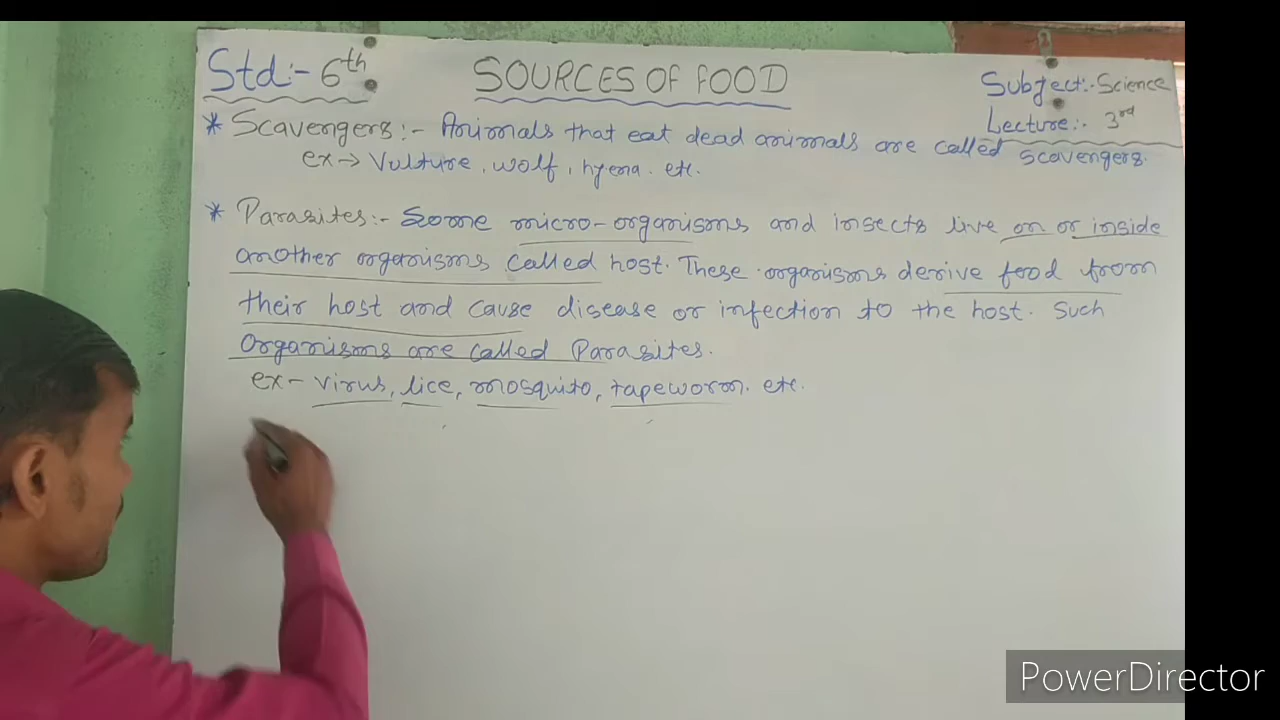 Std:- 6th
SOURCES OF FOOD
Subject:- Science
Lecture:- 3rd
* Scavengers:- Animals that eat dead animals are called scavengers.
ex→ Vulture, wolf, hyena. etc.
* Parasites:- Some micro-organisms and insects live on or inside
another organisms called host. These organisms derive food from
their host and cause disease or infection to the host. Such
organisms are called Parasites.
ex- virus, lice, mosquito, tapeworm. etc.
PowerDirector